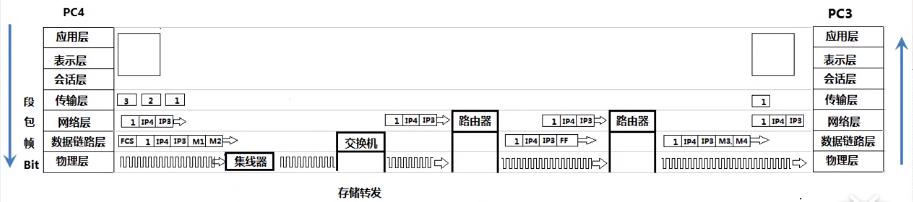 PC4 PC3
应用层 应用层
表示层 表示层
会话层 会话层
段 传输层 3 2 1 1 传输层
包 网络层 1 IP4 IP3 1 IP4 IP3 路由器 1 IP4 IP3 路由器 1 IP4 IP3 网络层
帧 数据链路层 FCS 1 IP4 IP3 M1 M2 交换机 1 IP4 IP3 FF 1 IP4 IP3 M3 M4 数据链路层
Bit 物理层 集线器 物理层
存储转发